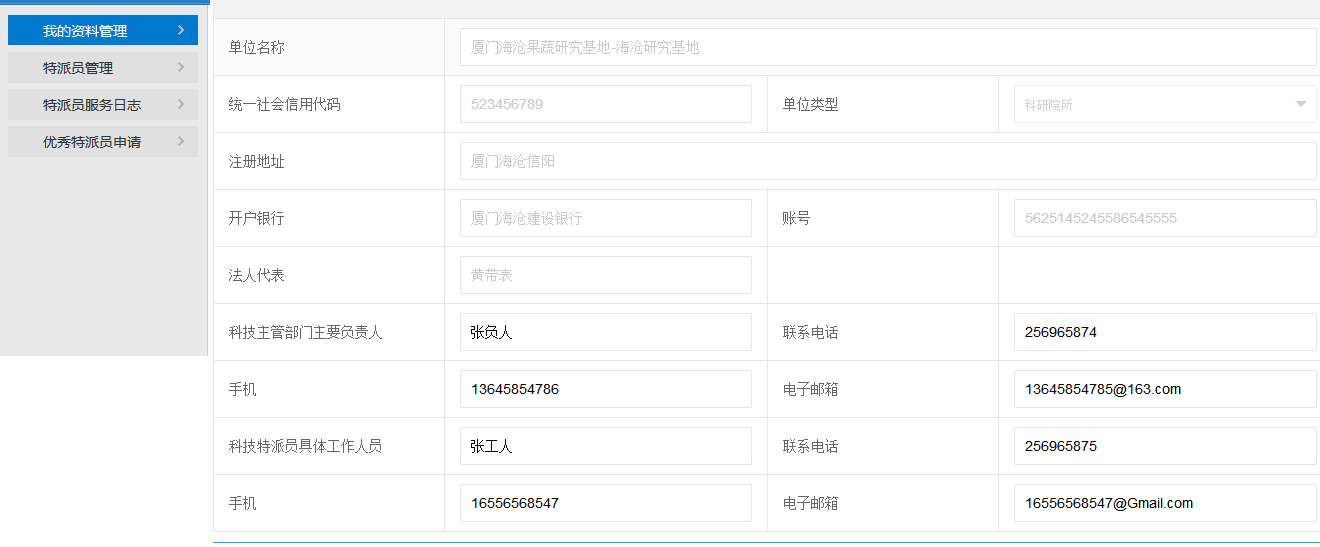 我的资料管理
特派员管理
特派员服务日志
优秀特派员申请
单位名称 厦门海沧果蔬研究基地-海沧研究基地
统一社会信用代码 523456789 单位类型 科研院所
注册地址 厦门海沧信阳
开户银行 厦门海沧建设银行 账号 5625145245586545555
法人代表 黄带表
科技主管部门主要负责人 张负人 联系电话 256965874
手机 13645854786 电子邮箱 13645854785@163.com
科技特派员具体工作人员 张工人 联系电话 256965875
手机 16556568547 电子邮箱 16556568547@Gmail.com